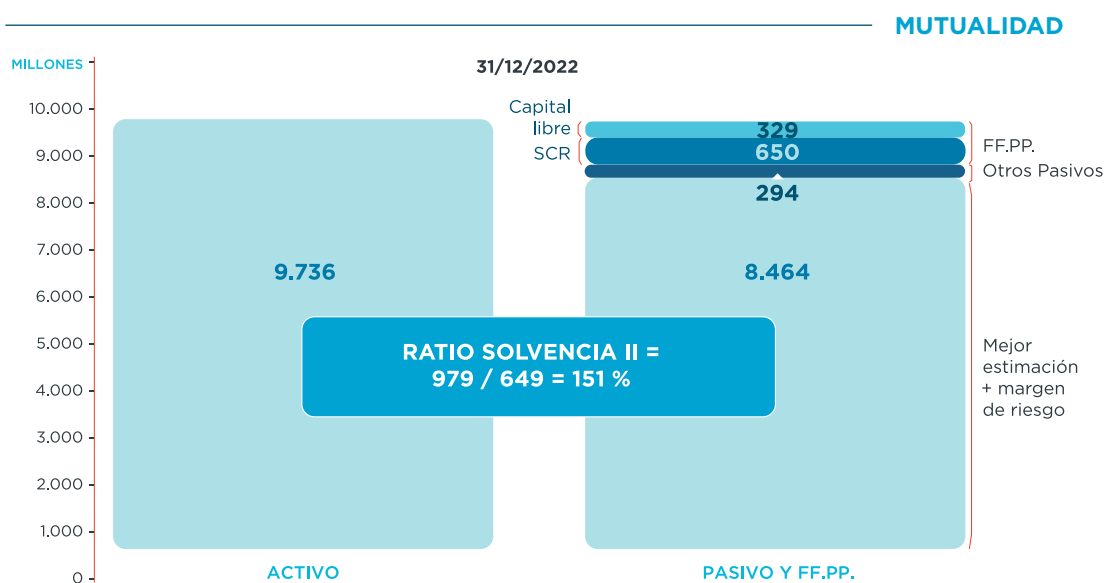 MUTUALIDAD
MILLONES
31/12/2022
10.000
9.000
8.000
7.000
6.000
5.000
4.000
3.000
2.000
1.000
0
Capital
libre
SCR
329
650
294
FF.PP.
Otros Pasivos
9.736
8.464
RATIO SOLVENCIA II =
979 / 649 = 151 %
Mejor
estimación
+ margen
de riesgo
ACTIVO
PASIVO Y FF.PP.